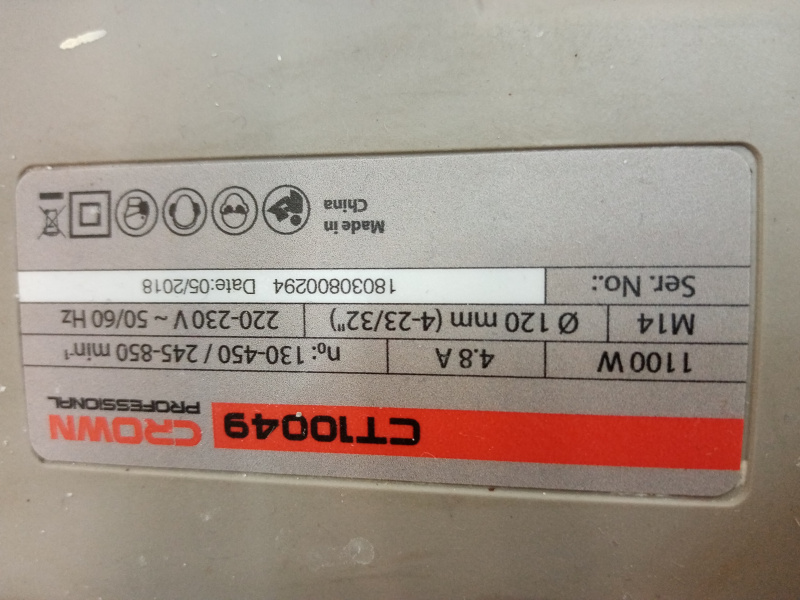 CT10049 CROWN
PROFESSIONAL
1100 W 4.8 A n₀: 130-450 / 245-850 min⁻¹
M14 Ø 120 mm (4-23/32") 220-230 V ~ 50/60 Hz
Ser. No.: 18030800294 Date:05/2018
Made in
China